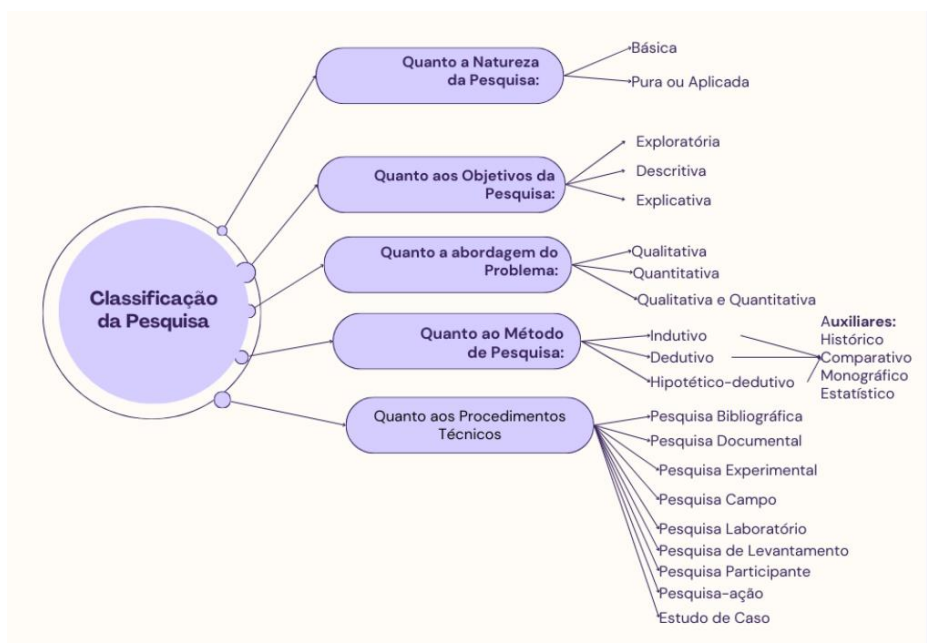 Classificação
da Pesquisa
Quanto a Natureza
da Pesquisa:
Básica
Pura ou Aplicada
Quanto aos Objetivos da
Pesquisa:
Exploratória
Descritiva
Explicativa
Quanto a abordagem do
Problema:
Qualitativa
Quantitativa
Qualitativa e Quantitativa
Quanto ao Método
de Pesquisa:
Indutivo
Dedutivo
Hipotético-dedutivo
Auxiliares:
Histórico
Comparativo
Monográfico
Estatístico
Quanto aos Procedimentos
Técnicos
Pesquisa Bibliográfica
Pesquisa Documental
Pesquisa Experimental
Pesquisa Campo
Pesquisa Laboratório
Pesquisa de Levantamento
Pesquisa Participante
Pesquisa-ação
Estudo de Caso